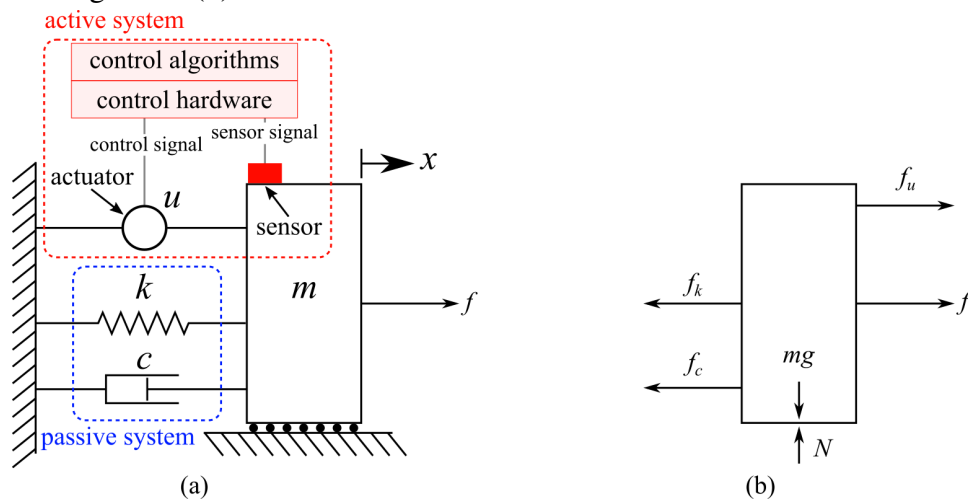 active system
control algorithms
control hardware
control signal
sensor signal
x
actuator
u
sensor
k
m
f
c
passive system
(a)
f_u
f_k
f
f_c
mg
N
(b)